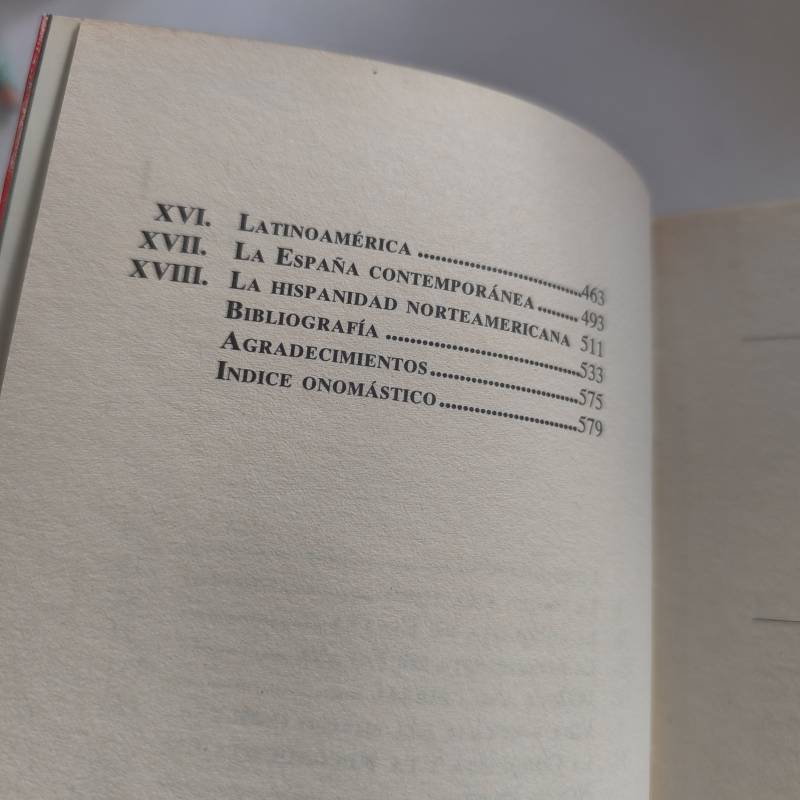 XVI. LATINOAMÉRICA ..............................463
XVII. LA ESPAÑA CONTEMPORÁNEA ........ 493
XVIII. LA HISPANIDAD NORTEAMERICANA 511
BIBLIOGRAFÍA ....................................533
AGRADECIMIENTOS ...........................575
INDICE ONOMÁSTICO .........................579